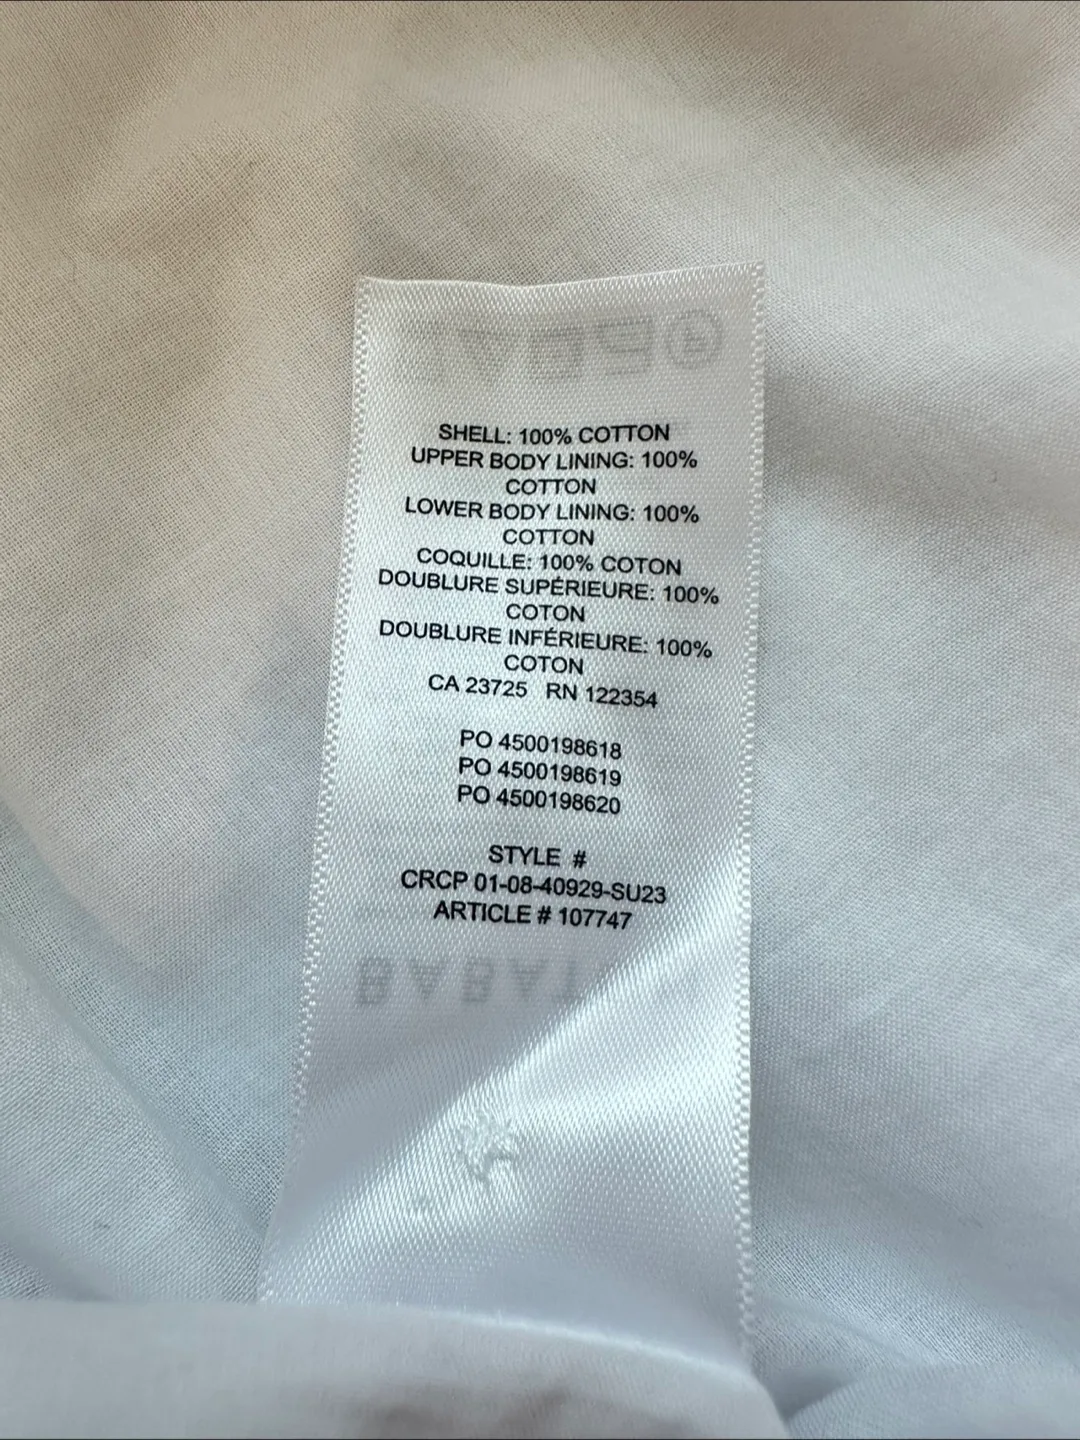 SHELL: 100% COTTON
UPPER BODY LINING: 100%
COTTON
LOWER BODY LINING: 100%
COTTON
COQUILLE: 100% COTON
DOUBLURE SUPÉRIEURE: 100%
COTON
DOUBLURE INFÉRIEURE: 100%
COTON
CA 23725 RN 122354
PO 4500198618
PO 4500198619
PO 4500198620
STYLE #
CRCP 01-08-40929-SU23
ARTICLE # 107747